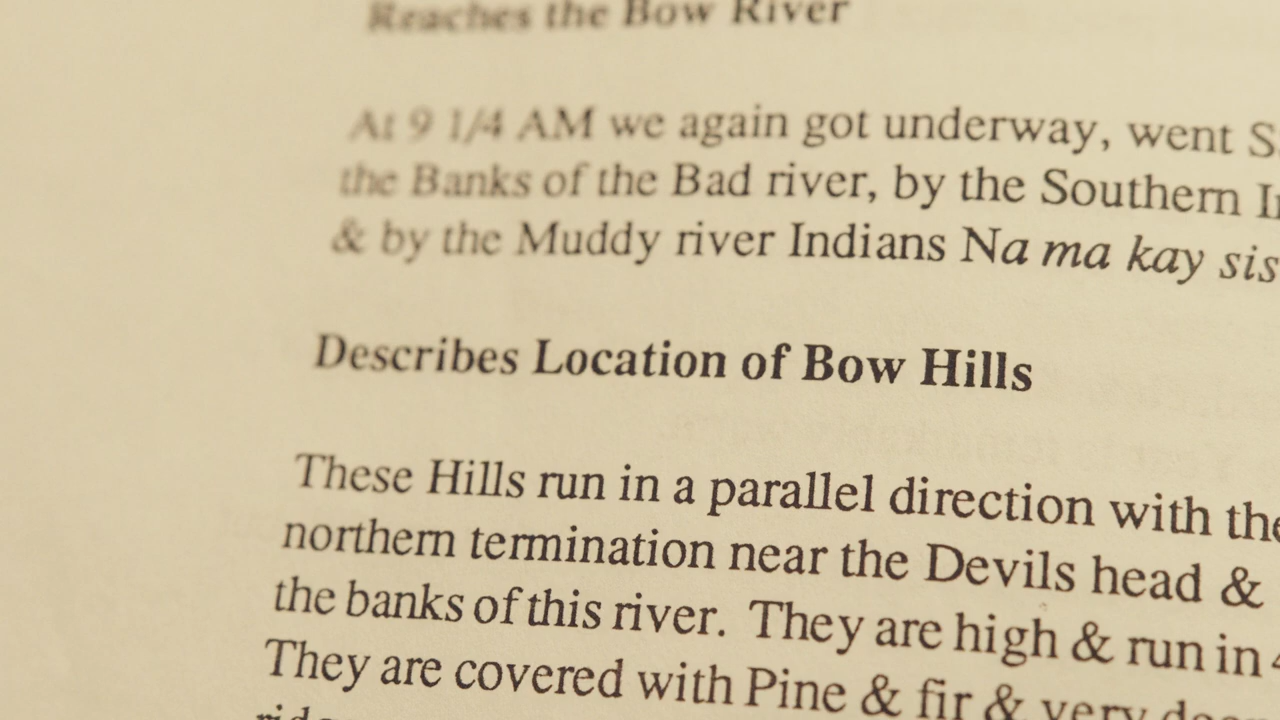 Reaches the Bow River
At 9 1/4 AM we again got underway, went
the Banks of the Bad river, by the Southern
& by the Muddy river Indians Na ma kay sis
Describes Location of Bow Hills
These Hills run in a parallel direction with the
northern termination near the Devils head &
the banks of this river. They are high & run in
They are covered with Pine & fir & very